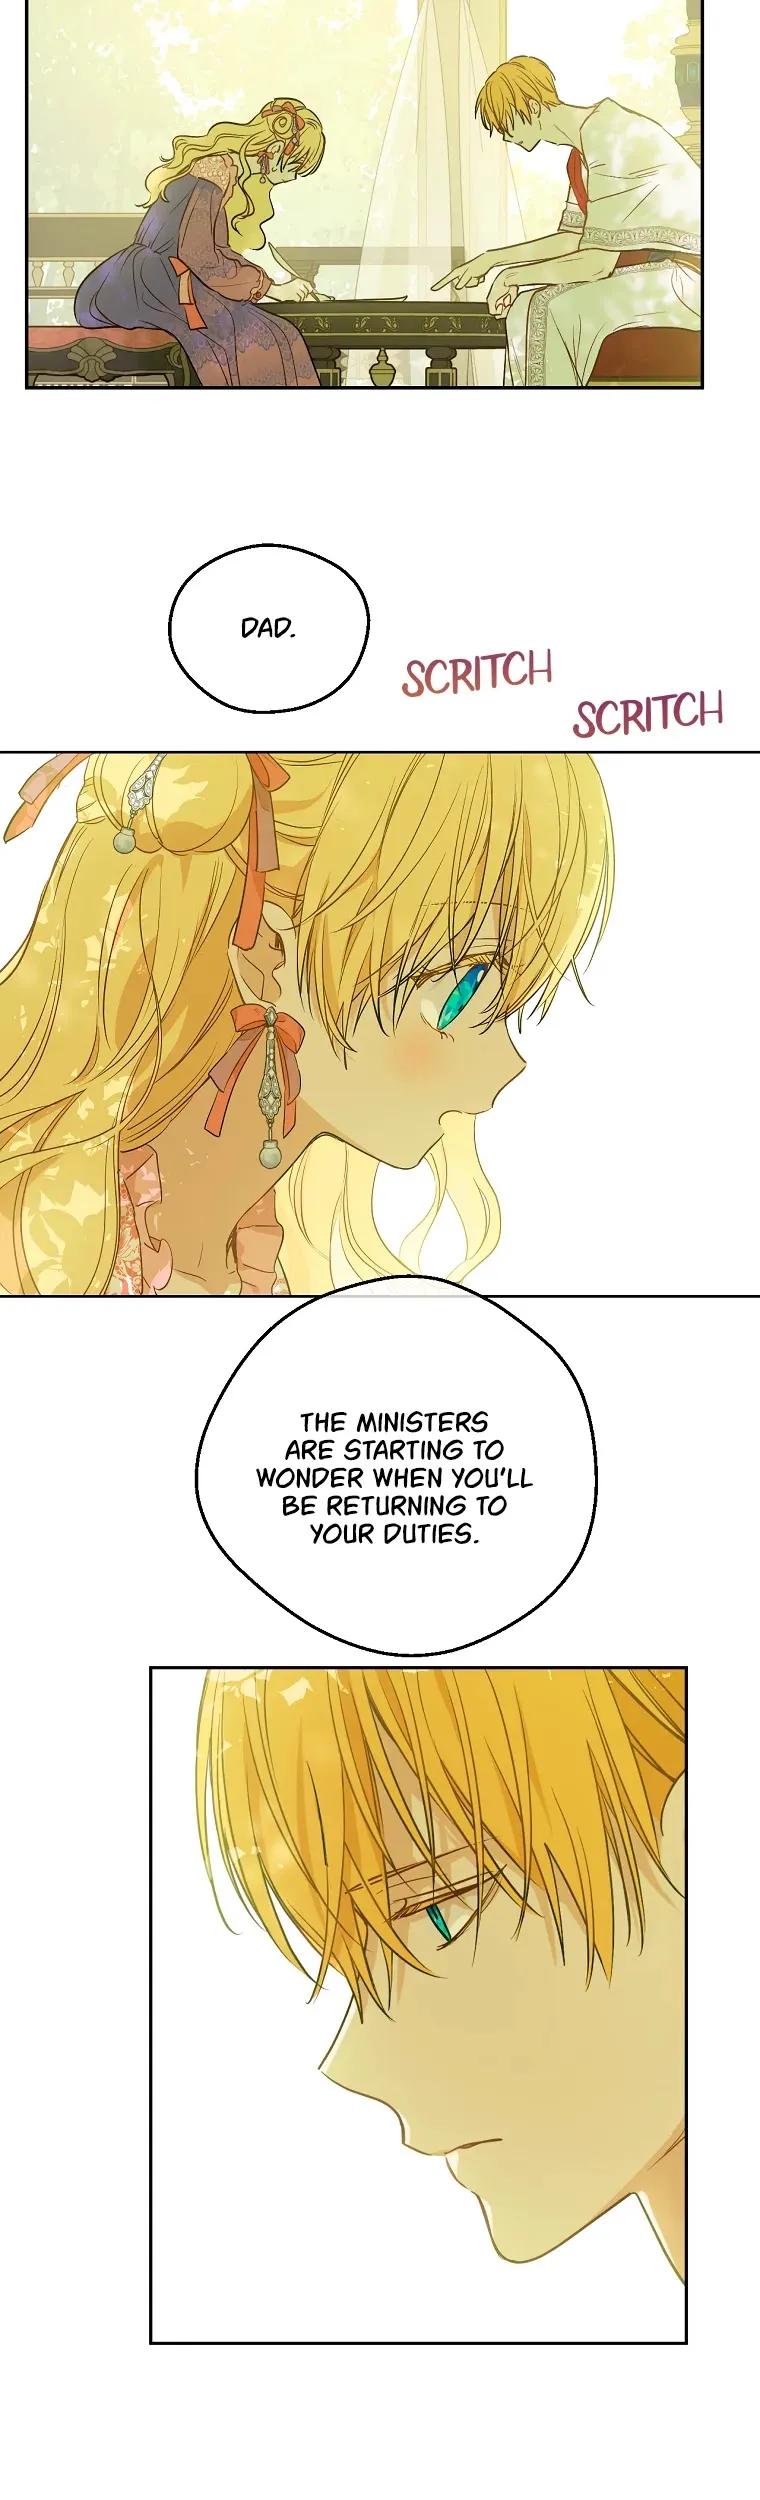 DAD.
SCRITCH
SCRITCH
THE MINISTERS
ARE STARTING TO
WONDER WHEN YOU'LL
BE RETURNING TO
YOUR DUTIES.